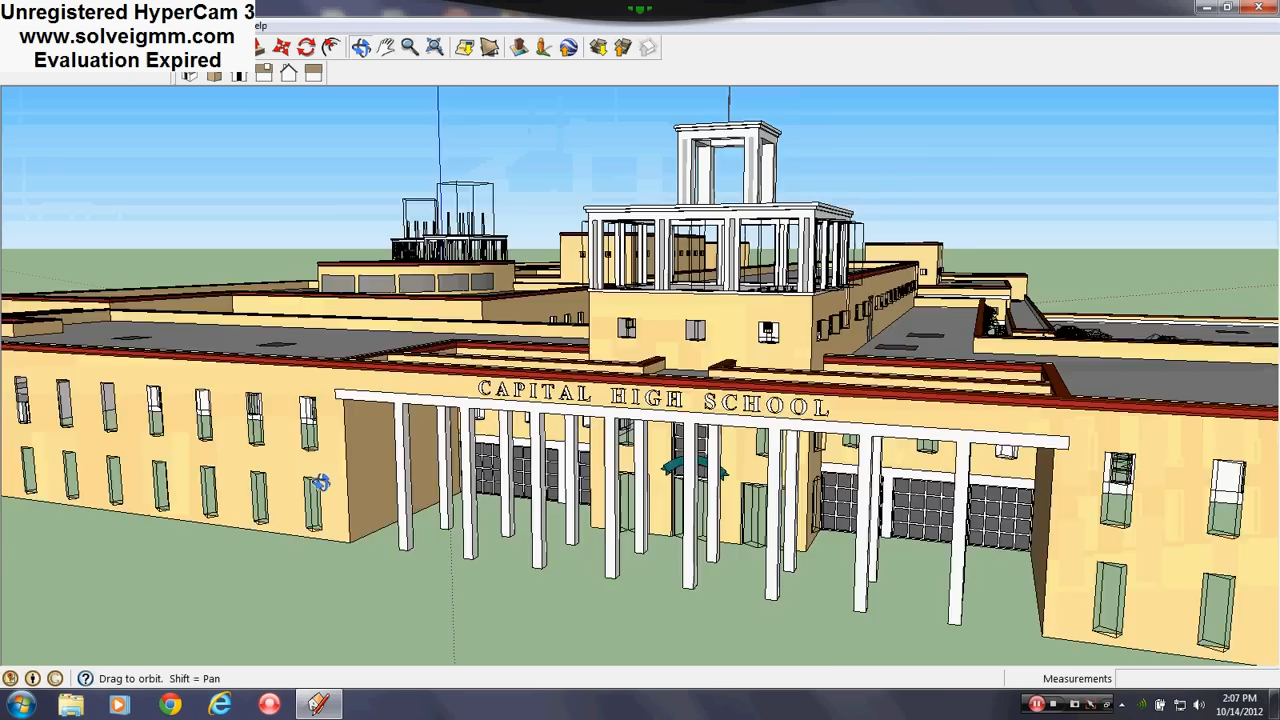 Unregistered HyperCam 3
www.solveigmm.com
Evaluation Expired
elp
CAPITAL HIGH SCHOOL
Drag to orbit. Shift = Pan
Measurements
2:07 PM
10/14/2012